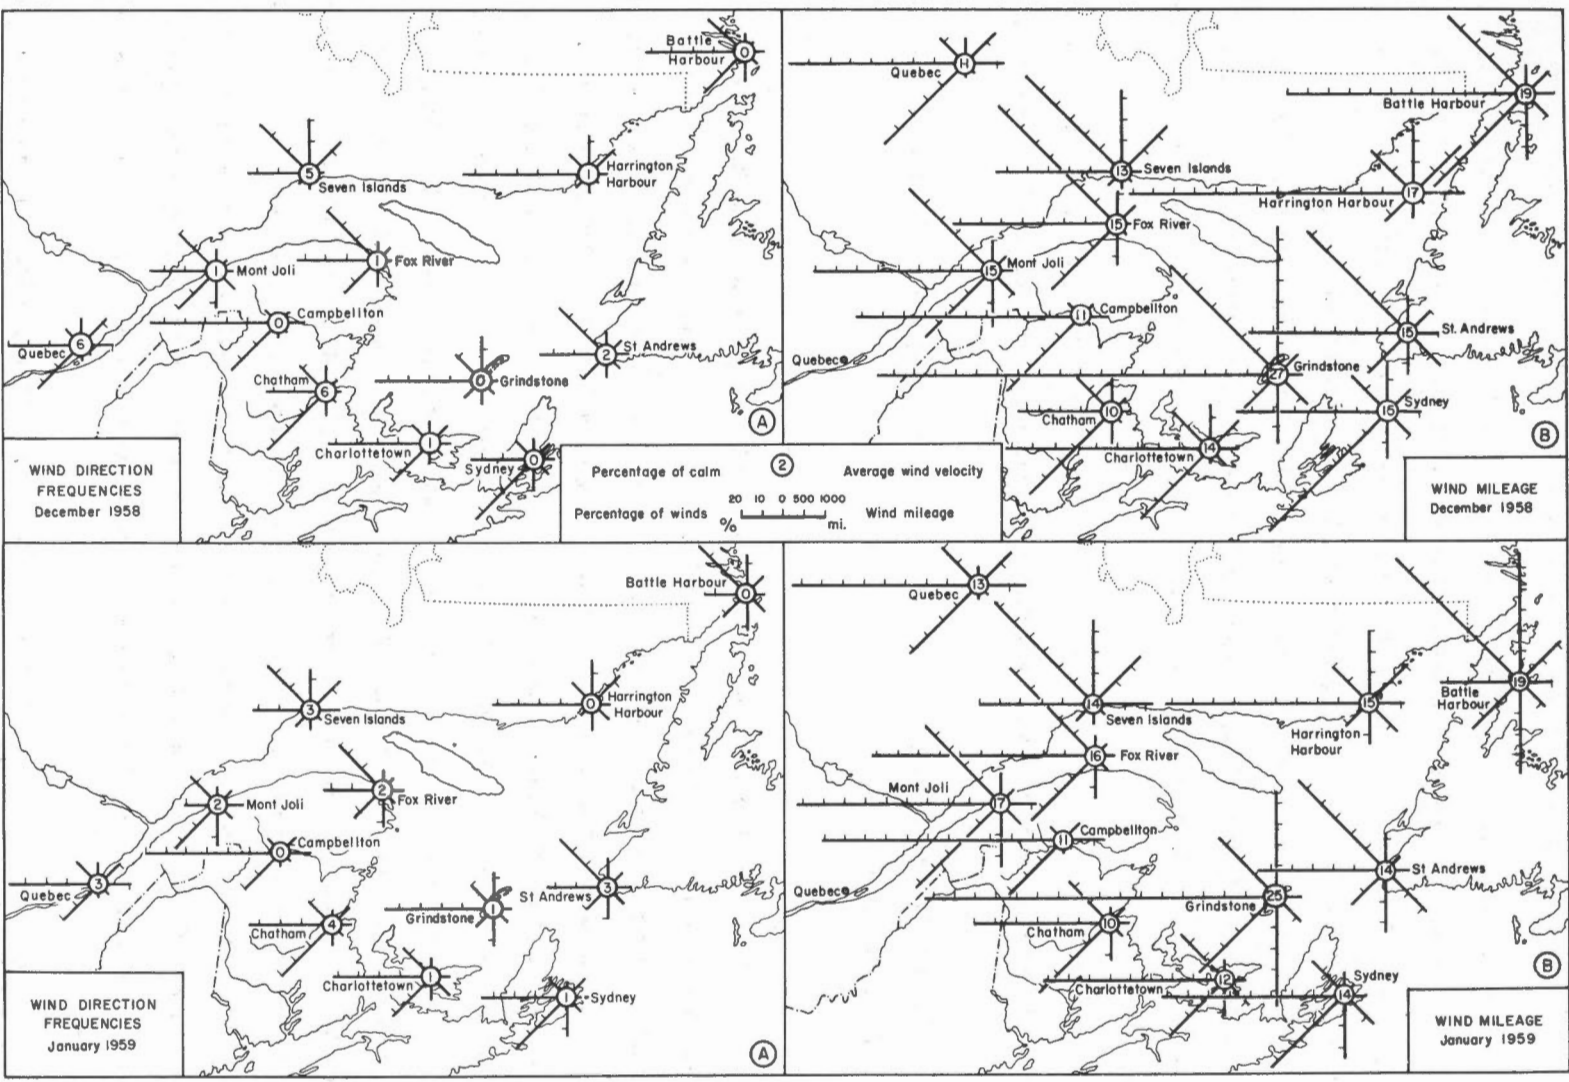 Battle
Harbour
0
5
Seven Islands
1
Harrington
Harbour
1
Mont Joli
1
Fox River
0
Campbellton
6
Quebec
2
St Andrews
0
Grindstone
Chatham
6
Charlottetown
1
Sydney
0
A
WIND DIRECTION
FREQUENCIES
December 1958
Quebec
Battle Harbour
19
13
Seven Islands
Harrington Harbour
17
15
Fox River
15
Mont Joli
11
Campbellton
Quebec
15
St. Andrews
27
Grindstone
Chatham
10
Charlottetown
14
15
Sydney
B
WIND MILEAGE
December 1958
Percentage of calm
2
Average wind velocity
20 10 0 500 1000
Percentage of winds
%
mi.
Wind mileage
Battle Harbour
0
3
Seven Islands
0
Harrington
Harbour
2
Mont Joli
2
Fox River
0
Campbellton
Quebec
3
St Andrews
3
Grindstone
1
Chatham
4
Charlottetown
1
1
Sydney
A
WIND DIRECTION
FREQUENCIES
January 1959
Quebec
13
14
Seven Islands
15
Harrington
Harbour
Battle
Harbour
19
16
Fox River
Mont Joli
17
11
Campbellton
Quebec
14
St Andrews
25
Grindstone
Chatham
10
Charlottetown
12
14
Sydney
B
WIND MILEAGE
January 1959